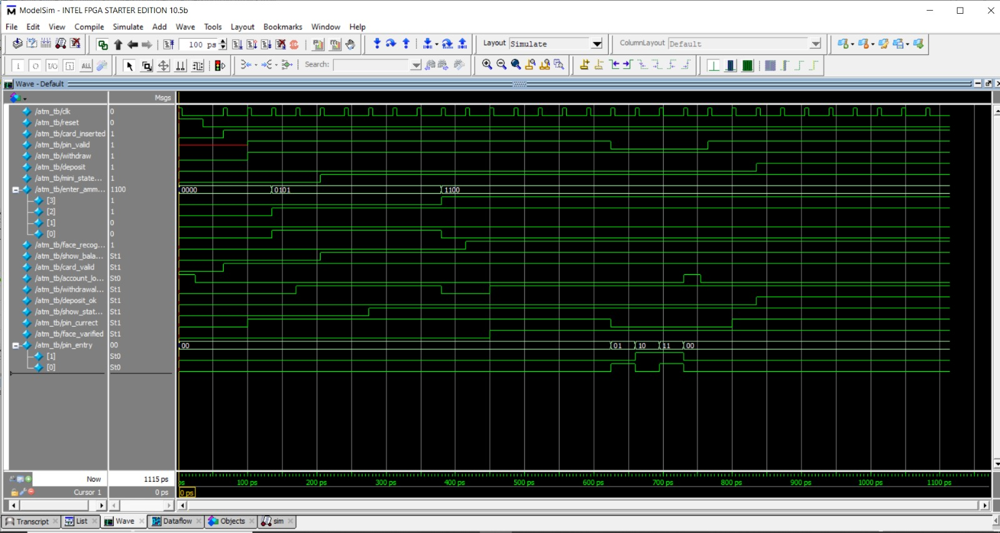 ModelSim - INTEL FPGA STARTER EDITION 10.5b
File Edit View Compile Simulate Add Wave Tools Layout Bookmarks Window Help
100 ps Layout Simulate ColumnLayout Default
ALL Search:
Wave - Default
Msgs
/atm_tb/clk 0
/atm_tb/reset 0
/atm_tb/card_inserted 1
/atm_tb/pin_valid 1
/atm_tb/withdraw 1
/atm_tb/deposit 1
/atm_tb/mini_state... 1
/atm_tb/enter_amm... 1100 0000 0101 1100
[3] 1
[2] 1
[1] 0
[0] 0
/atm_tb/face_recog... 1
/atm_tb/show_bala... St1
/atm_tb/card_valid St1
/atm_tb/account_lo... St0
/atm_tb/withdrawal... St1
/atm_tb/deposit_ok St1
/atm_tb/show_stat... St1
/atm_tb/pin_currect St1
/atm_tb/face_varified St1
/atm_tb/pin_entry 00 00 01 10 11 00
[1] St0
[0] St0
Now 1115 ps ps 100 ps 200 ps 300 ps 400 ps 500 ps 600 ps 700 ps 800 ps 900 ps 1000 ps 1100 ps
Cursor 1 0 ps 0 ps
Transcript List Wave Dataflow Objects sim